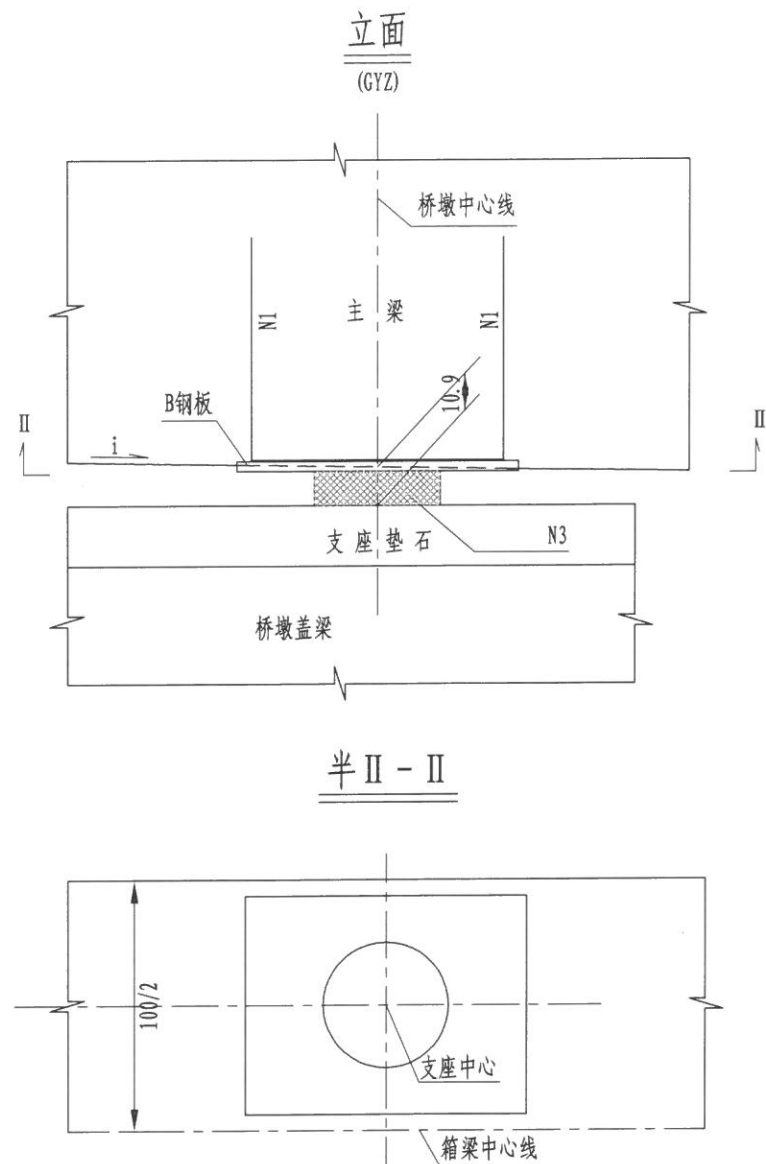 立面
(GYZ)
桥墩中心线
N1
主梁
N1
10.9
B钢板
II
i
II
N3
支座垫石
桥墩盖梁
半II-II
100/2
支座中心
箱梁中心线